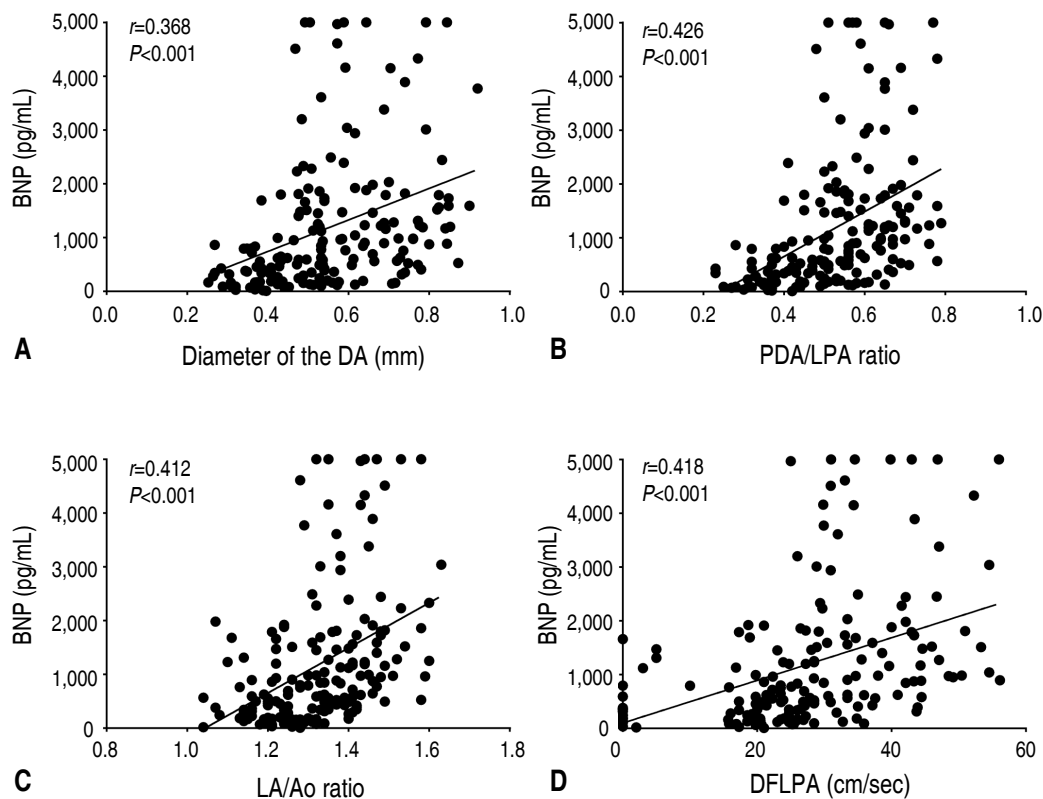 5,000
4,000
3,000
2,000
1,000
0
BNP (pg/mL)
r=0.368
P<0.001
0.0 0.2 0.4 0.6 0.8 1.0
A
Diameter of the DA (mm)
5,000
4,000
3,000
2,000
1,000
0
BNP (pg/mL)
r=0.426
P<0.001
0.0 0.2 0.4 0.6 0.8 1.0
B
PDA/LPA ratio
5,000
4,000
3,000
2,000
1,000
0
BNP (pg/mL)
r=0.412
P<0.001
0.8 1.0 1.2 1.4 1.6 1.8
C
LA/Ao ratio
5,000
4,000
3,000
2,000
1,000
0
BNP (pg/mL)
r=0.418
P<0.001
0 20 40 60
D
DFLPA (cm/sec)